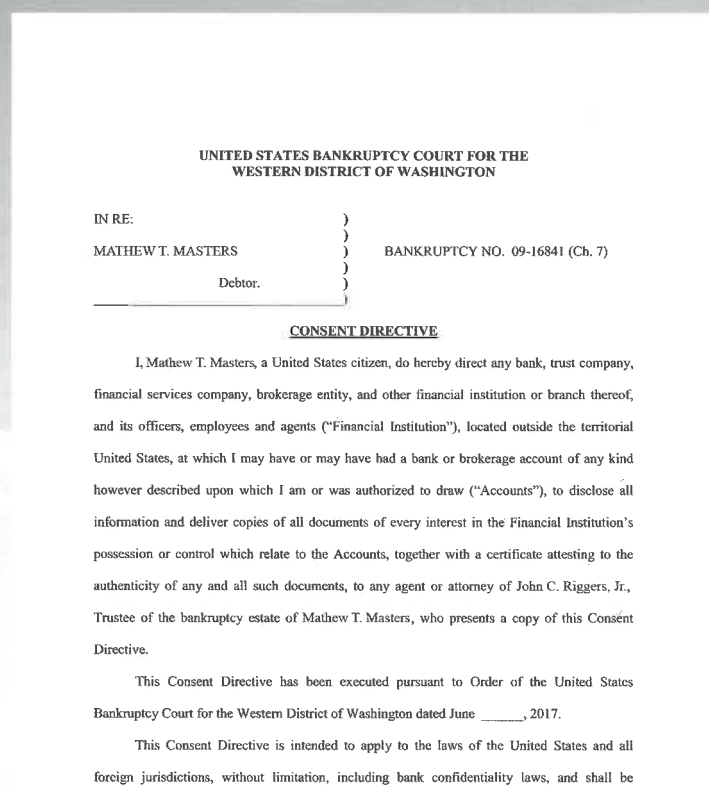 UNITED STATES BANKRUPTCY COURT FOR THE
WESTERN DISTRICT OF WASHINGTON
IN RE: )
)
MATHEW T. MASTERS ) BANKRUPTCY NO. 09-16841 (Ch. 7)
)
Debtor. )
)
CONSENT DIRECTIVE
I, Mathew T. Masters, a United States citizen, do hereby direct any bank, trust company,
financial services company, brokerage entity, and other financial institution or branch thereof,
and its officers, employees and agents (“Financial Institution”), located outside the territorial
United States, at which I may have or may have had a bank or brokerage account of any kind
however described upon which I am or was authorized to draw (“Accounts”), to disclose all
information and deliver copies of all documents of every interest in the Financial Institution’s
possession or control which relate to the Accounts, together with a certificate attesting to the
authenticity of any and all such documents, to any agent or attorney of John C. Riggers, Jr.,
Trustee of the bankruptcy estate of Mathew T. Masters, who presents a copy of this Consent
Directive.
This Consent Directive has been executed pursuant to Order of the United States
Bankruptcy Court for the Western District of Washington dated June ______, 2017.
This Consent Directive is intended to apply to the laws of the United States and all
foreign jurisdictions, without limitation, including bank confidentiality laws, and shall be